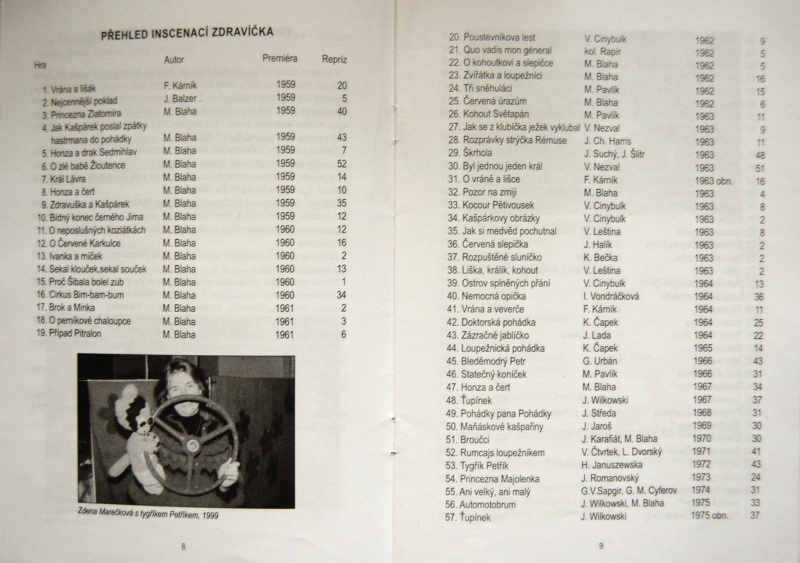 PŘEHLED INSCENACÍ ZDRAVÍČKA
Hra Autor Premiéra Repríz
1. Vrána a lišák F. Kárník 1959 20
2. Nejcennější poklad J. Balzer . 1959 5
3. Princezna Zlatomíra M. Blaha 1959 40
4. Jak Kašpárek poslal zpátky
hastrmana do pohádky M. Blaha 1959 43
5. Honza a drak Sedmihlav M. Blaha 1959 7
6. O zlé babě Žloutence M. Blaha 1959 52
7. Král Lávra M. Blaha 1959 14
8. Honza a čert M. Blaha 1959 10
9. Zdravuška a Kašpárek M. Blaha 1959 35
10. Bídný konec černého Jima M. Blaha 1959 12
11. O neposlušných kozlátkách M. Blaha 1960 12
12. O Červené Karkulce M. Blaha 1960 16
13. Ivanka a míček M. Blaha 1960 2
14. Sekal klouček,sekal souček M. Blaha 1960 13
15. Proč Šibala bolel zub M. Blaha 1960 1
16. Cirkus Bim-bam-bum M. Blaha 1960 34
17. Brok a Minka M. Blaha 1961 2
18. O perníkové chaloupce M. Blaha 1961 3
19. Případ Pitralon M. Blaha 1961 6
Zdena Marečková s tygříkem Petříkem, 1999
8
20. Poustevníkova lest V. Cinybulk 1962 9
21. Quo vadis mon géneral kol. Rapír 1962 5
22. O kohoutkovi a slepičce M. Blaha 1962 5
23. Zvířátka a loupežníci M. Blaha 1962 16
24. Tři sněhuláci M. Pavlík 1962 15
25. Červená úrazům M. Blaha 1962 6
26. Kohout Světapán M. Pavlík 1963 11
27. Jak se z klubíčka ježek vyklubal V. Nezval 1963 9
28. Rozprávky strýčka Rémuse J. Ch. Harris 1963 11
29. Škrhola J. Suchý, J. Šlitr 1963 48
30. Byl jednou jeden král V. Nezval 1963 51
31. O vráně a lišce F. Kárník 1963 obn. 16
32. Pozor na zmiji M. Blaha 1963 4
33. Kocour Pětivousek V. Cinybulk 1963 8
34. Kašpárkovy obrázky V. Cinybulk 1963 2
35. Jak si medvěd pochutnal V. Leština 1963 8
36. Červená slepička J. Halík 1963 2
37. Rozpustilé sluníčko K. Bečka 1963 2
38. Liška, králík, kohout V. Leština 1963 2
39. Ostrov splněných přání V. Cinybulk 1964 13
40. Nemocná opička I. Vondráčková 1964 36
41. Vrána a veverče F. Kárník 1964 11
42. Doktorská pohádka K. Čapek 1964 25
43. Zázračné jablíčko J. Lada 1964 22
44. Loupežnická pohádka K. Čapek 1965 14
45. Bleděmodrý Petr G. Urbán 1966 43
46. Statečný koníček M. Pavlík 1966 31
47. Honza a čert M. Blaha 1967 34
48. Ťupínek J. Wilkowski 1967 37
49. Pohádky pana Pohádky J. Středa 1968 31
50. Maňáskové kašpařiny J. Jaroš 1969 30
51. Broučci J. Karafiát, M. Blaha 1970 30
52. Rumcajs loupežníkem V. Čtvrtek, L. Dvorský 1971 41
53. Tygřík Petřík H. Januszewska 1972 43
54. Princezna Majolenka J. Romanovský 1973 24
55. Ani velký, ani malý G.V.Sapgir, G. M. Cyferov 1974 31
56. Automotobrum J. Wilkowski, M. Blaha 1975 33
57. Ťupínek J. Wilkowski 1975 obn. 37
9